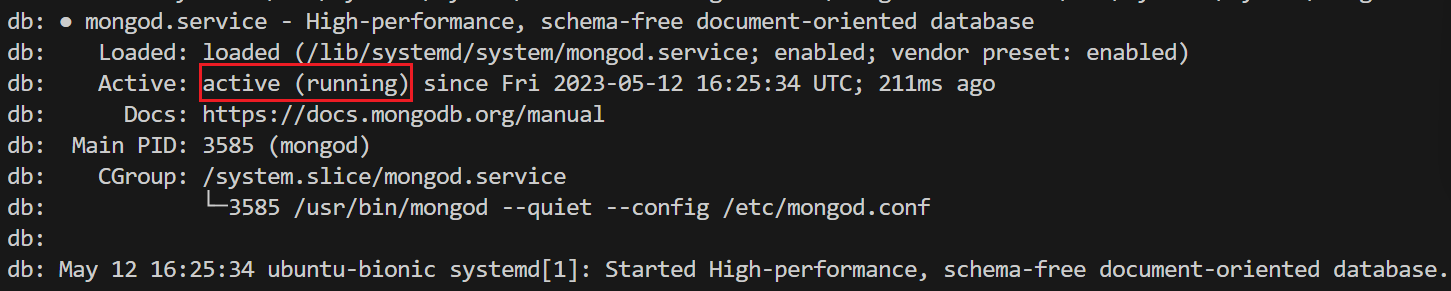 db: ● mongod.service - High-performance, schema-free document-oriented database
db:    Loaded: loaded (/lib/systemd/system/mongod.service; enabled; vendor preset: enabled)
db:    Active: active (running) since Fri 2023-05-12 16:25:34 UTC; 211ms ago
db:      Docs: https://docs.mongodb.org/manual
db:  Main PID: 3585 (mongod)
db:    CGroup: /system.slice/mongod.service
db:            └─3585 /usr/bin/mongod --quiet --config /etc/mongod.conf
db:
db: May 12 16:25:34 ubuntu-bionic systemd[1]: Started High-performance, schema-free document-oriented database.